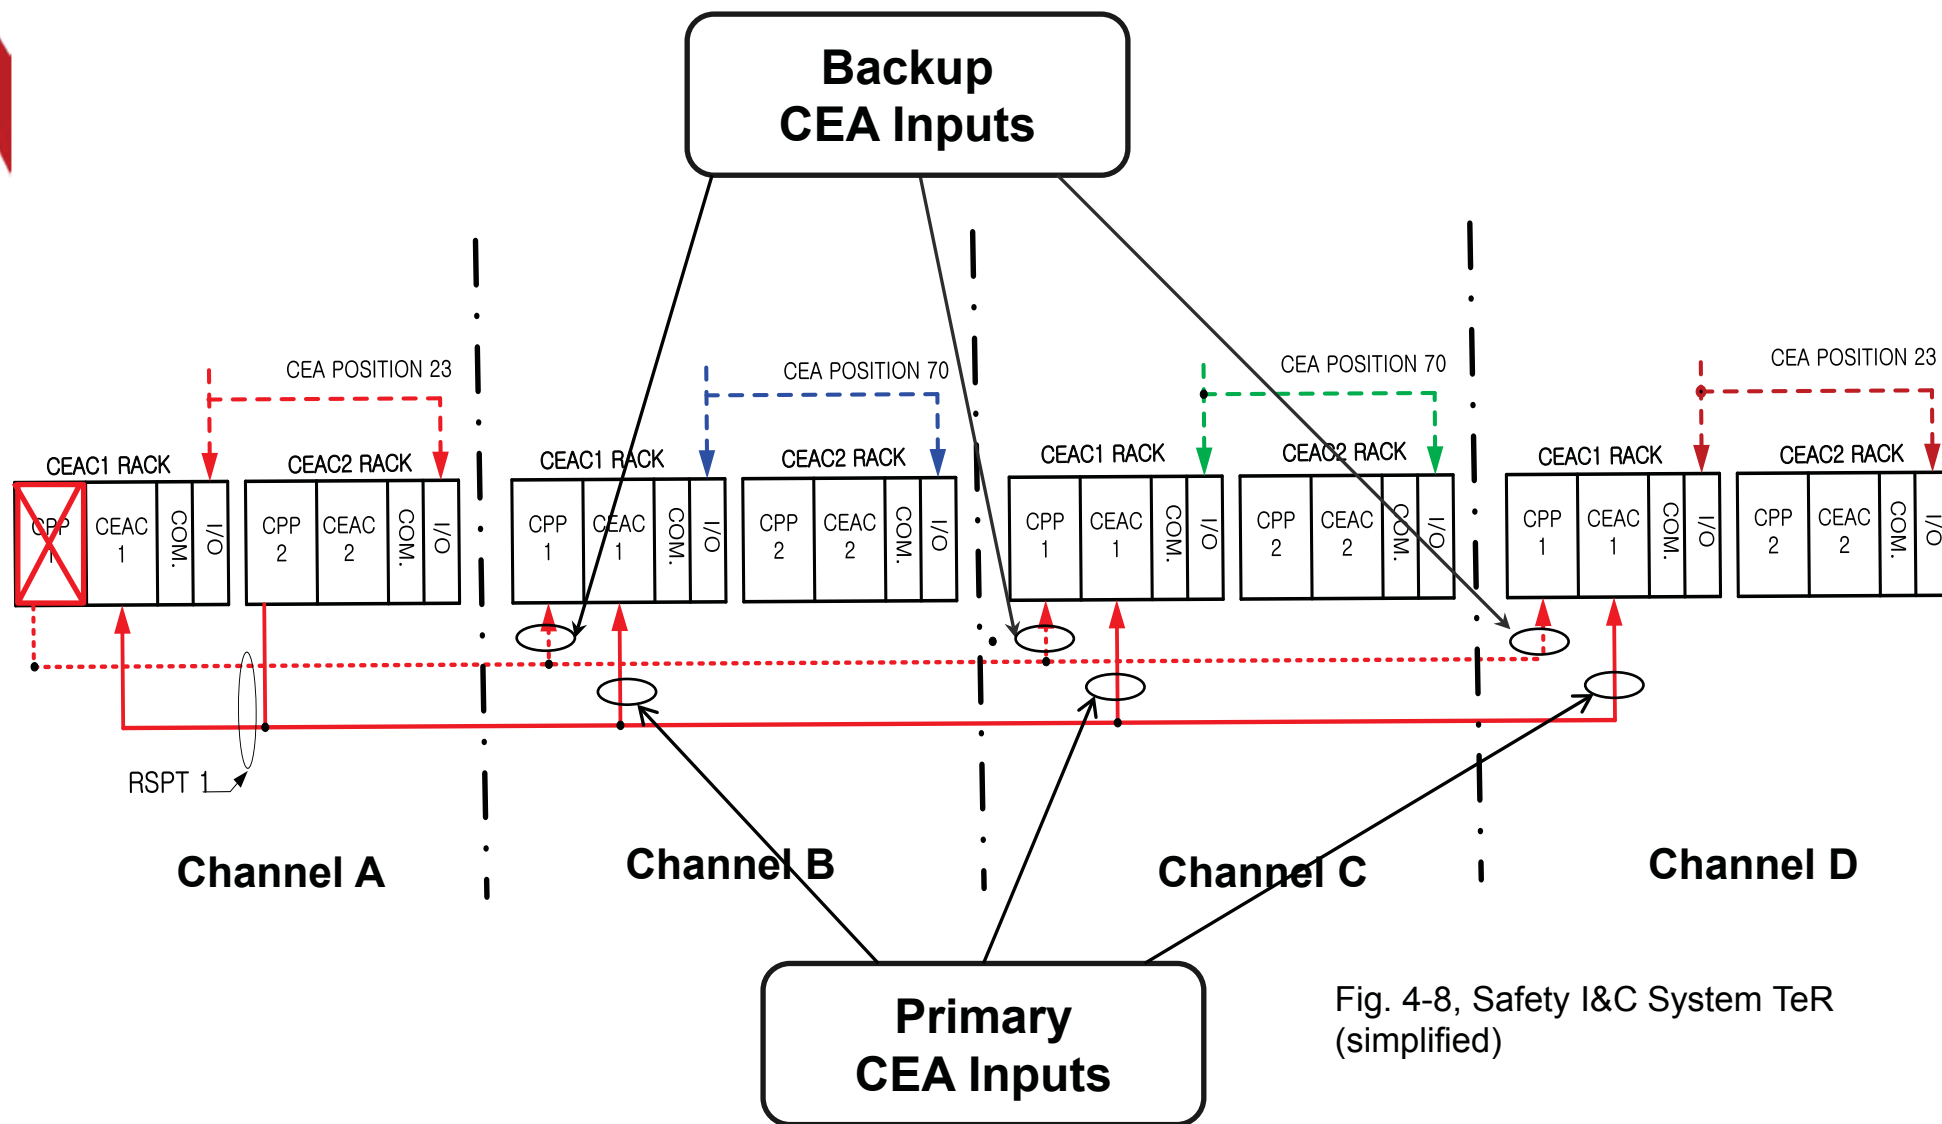 Backup
CEA Inputs
CEA POSITION 23
CEA POSITION 70
CEA POSITION 70
CEA POSITION 23
CEAC1 RACK
CEAC2 RACK
CEAC1 RACK
CEAC2 RACK
CEAC1 RACK
CEAC2 RACK
CEAC1 RACK
CEAC2 RACK
CPP
1
CEAC
1
COM.
I/O
CPP
2
CEAC
2
COM.
I/O
CPP
1
CEAC
1
COM.
I/O
CPP
2
CEAC
2
COM.
I/O
CPP
1
CEAC
1
COM.
I/O
CPP
2
CEAC
2
COM.
I/O
CPP
1
CEAC
1
COM.
I/O
CPP
2
CEAC
2
COM.
I/O
RSPT 1
Channel A
Channel B
Channel C
Channel D
Primary
CEA Inputs
Fig. 4-8, Safety I&C System TeR
(simplified)